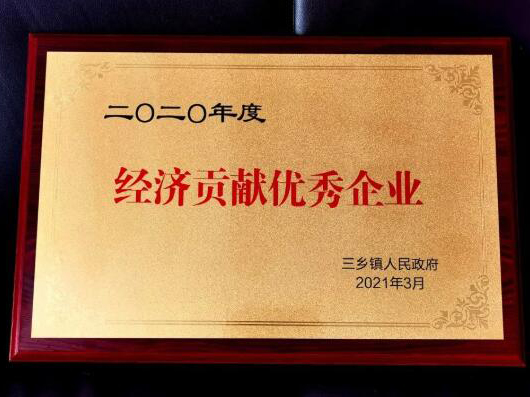 二〇二〇年度
经济贡献优秀企业
三乡镇人民政府
2021年3月